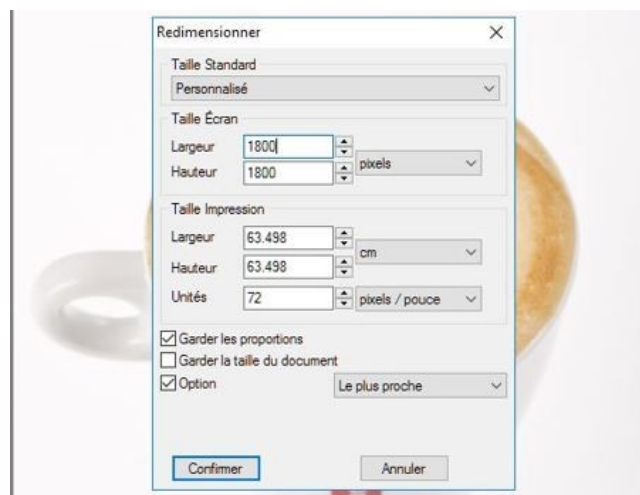 Redimensionner
Taille Standard
Personnalisé
Taille Écran
Largeur 1800
pixels
Hauteur 1800
Taille Impression
Largeur 63.498
cm
Hauteur 63.498
Unités 72 pixels / pouce
Garder les proportions
Garder la taille du document
Option Le plus proche
Confirmer Annuler